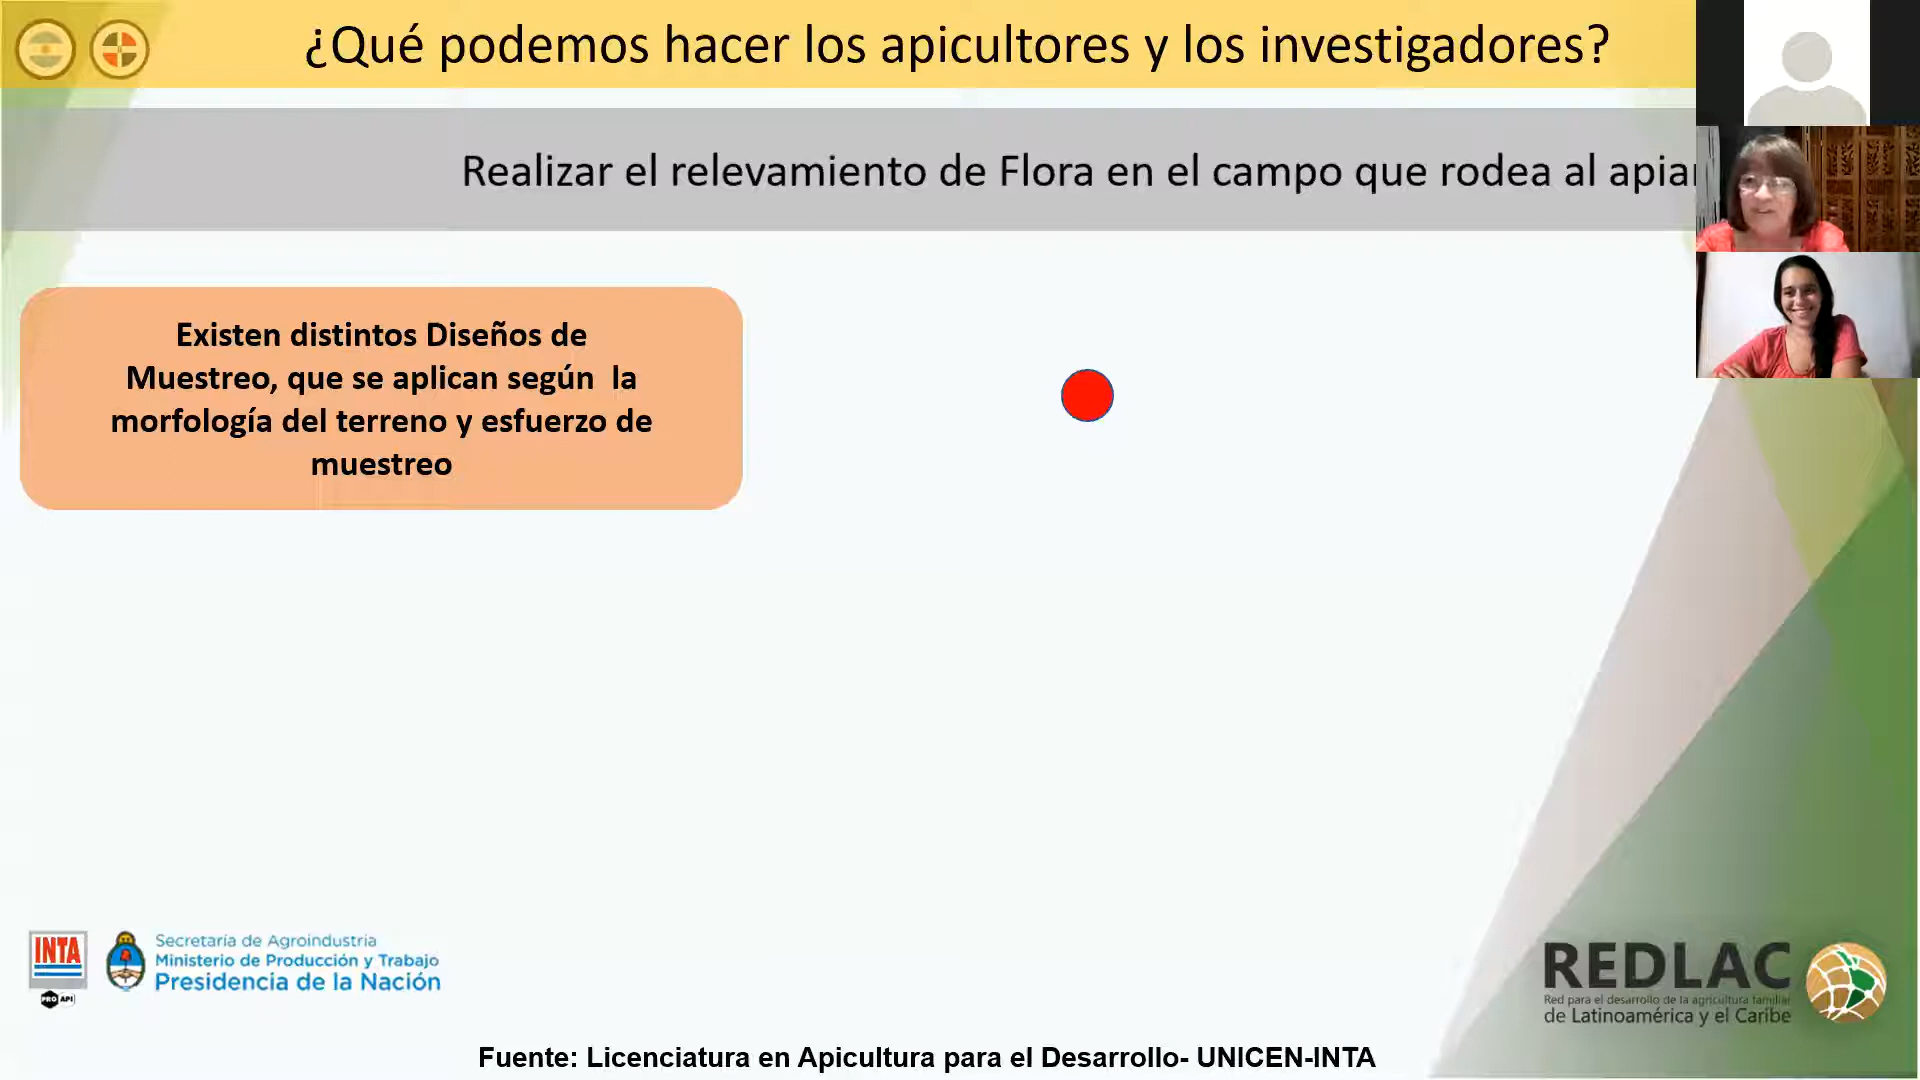 ¿Qué podemos hacer los apicultores y los investigadores?
Realizar el relevamiento de Flora en el campo que rodea al
Existen distintos Diseños de
Muestreo, que se aplican según la
morfología del terreno y esfuerzo de
muestreo
INTA
PRO API
Secretaría de Agroindustria
Ministerio de Producción y Trabajo
Presidencia de la Nación
REDLAC
Red para el desarrollo de la agricultura familiar
de Latinoamérica y el Caribe
Fuente: Licenciatura en Apicultura para el Desarrollo- UNICEN-INTA